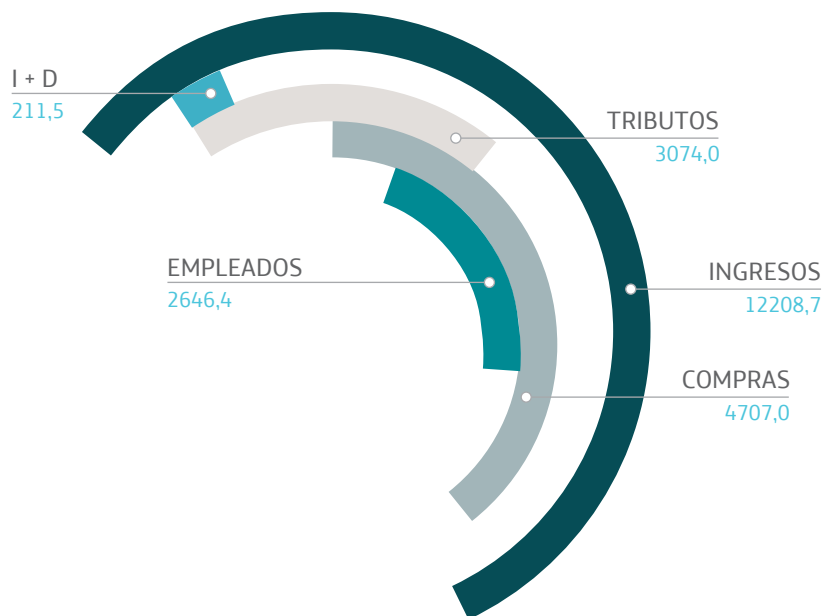 I + D
211,5
TRIBUTOS
3074,0
EMPLEADOS
2646,4
INGRESOS
12208,7
COMPRAS
4707,0